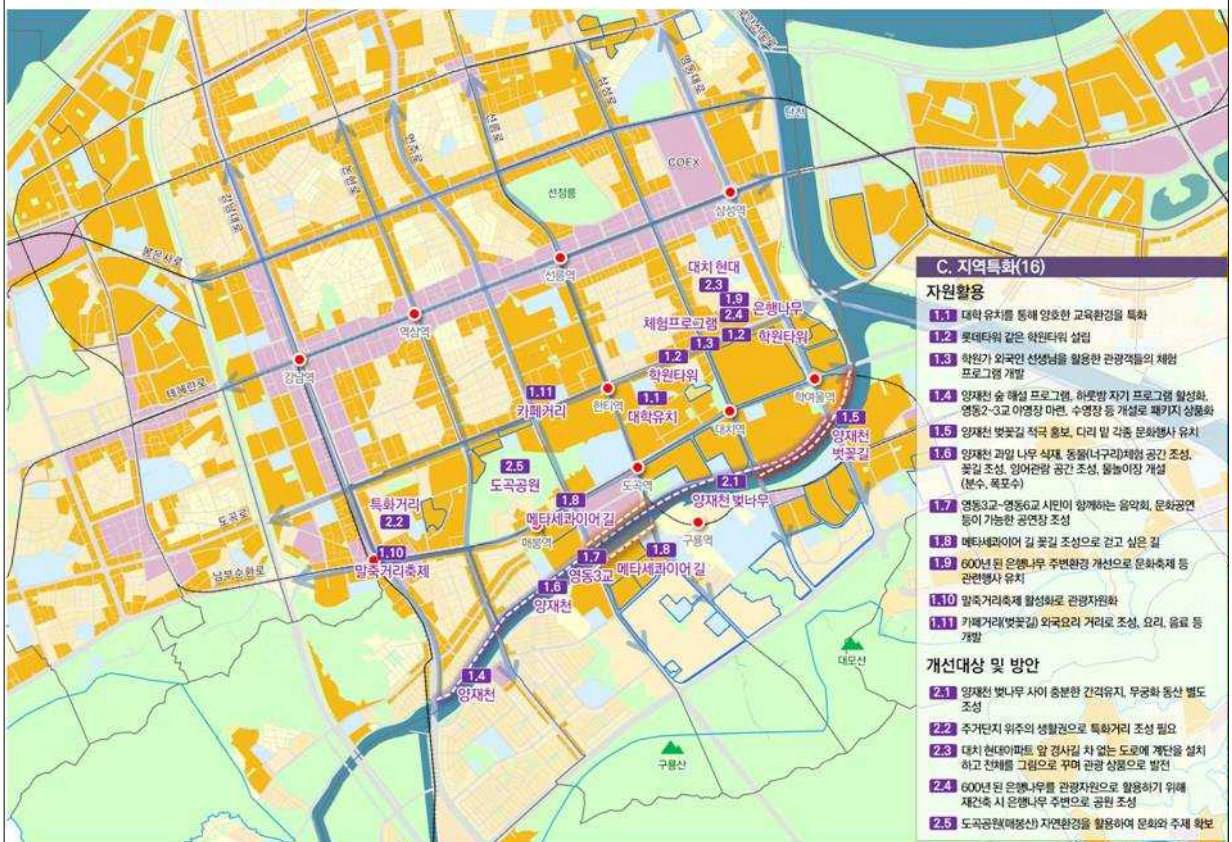 강남대로
논현로
언주로
선릉로
삼성로
영동대로
탄천
COEX
선정릉
삼성역
봉은사로
선릉역
역삼역
강남역
테헤란로
대치 현대
2.3
1.9
은행나무
2.4
체험프로그램
1.3
1.2
학원타워
1.2
학원타워
1.11
카페거리
한티역
1.1
대학유치
학여울역
대치역
1.5
양재천
벚꽃길
2.5
도곡공원
도곡역
2.1
양재천 벚나무
특화거리
2.2
1.8
메타세콰이어 길
매봉역
구룡역
도곡로
남부순환로
1.10
말죽거리축제
1.7
영동3교
1.8
메타세콰이어 길
1.6
양재천
1.4
양재천
대모산
구룡산
C. 지역특화(16)
자원활용
1.1 대학 유치를 통해 양호한 교육환경을 특화
1.2 롯데타워 같은 학원타워 설립
1.3 학원가 외국인 선생님을 활용한 관광객들의 체험
프로그램 개발
1.4 양재천 숲 해설 프로그램, 하룻밤 자기 프로그램 활성화,
영동2~3교 야영장 마련, 수영장 등 개설로 패키지 상품화
1.5 양재천 벚꽃길 적극 홍보, 다리 밑 각종 문화행사 유치
1.6 양재천 과일 나무 식재, 동물(너구리)체험 공간 조성,
꽃길 조성, 잉어관람 공간 조성, 물놀이장 개설
(분수, 폭포수)
1.7 영동3교~영동6교 시민이 함께하는 음악회, 문화공연
등이 가능한 공연장 조성
1.8 메타세콰이어 길 꽃길 조성으로 걷고 싶은 길
1.9 600년 된 은행나무 주변환경 개선으로 문화축제 등
관련행사 유치
1.10 말죽거리축제 활성화로 관광자원화
1.11 카페거리(벚꽃길) 외국요리 거리로 조성, 요리, 음료 등
개발
개선대상 및 방안
2.1 양재천 벚나무 사이 충분한 간격유지, 무궁화 동산 별도
조성
2.2 주거단지 위주의 생활권으로 특화거리 조성 필요
2.3 대치 현대아파트 앞 경사길 차 없는 도로에 계단을 설치
하고 전체를 그림으로 꾸며 관광 상품으로 발전
2.4 600년 된 은행나무를 관광자원으로 활용하기 위해
재건축 시 은행나무 주변으로 공원 조성
2.5 도곡공원(매봉산) 자연환경을 활용하여 문화와 주제 확보